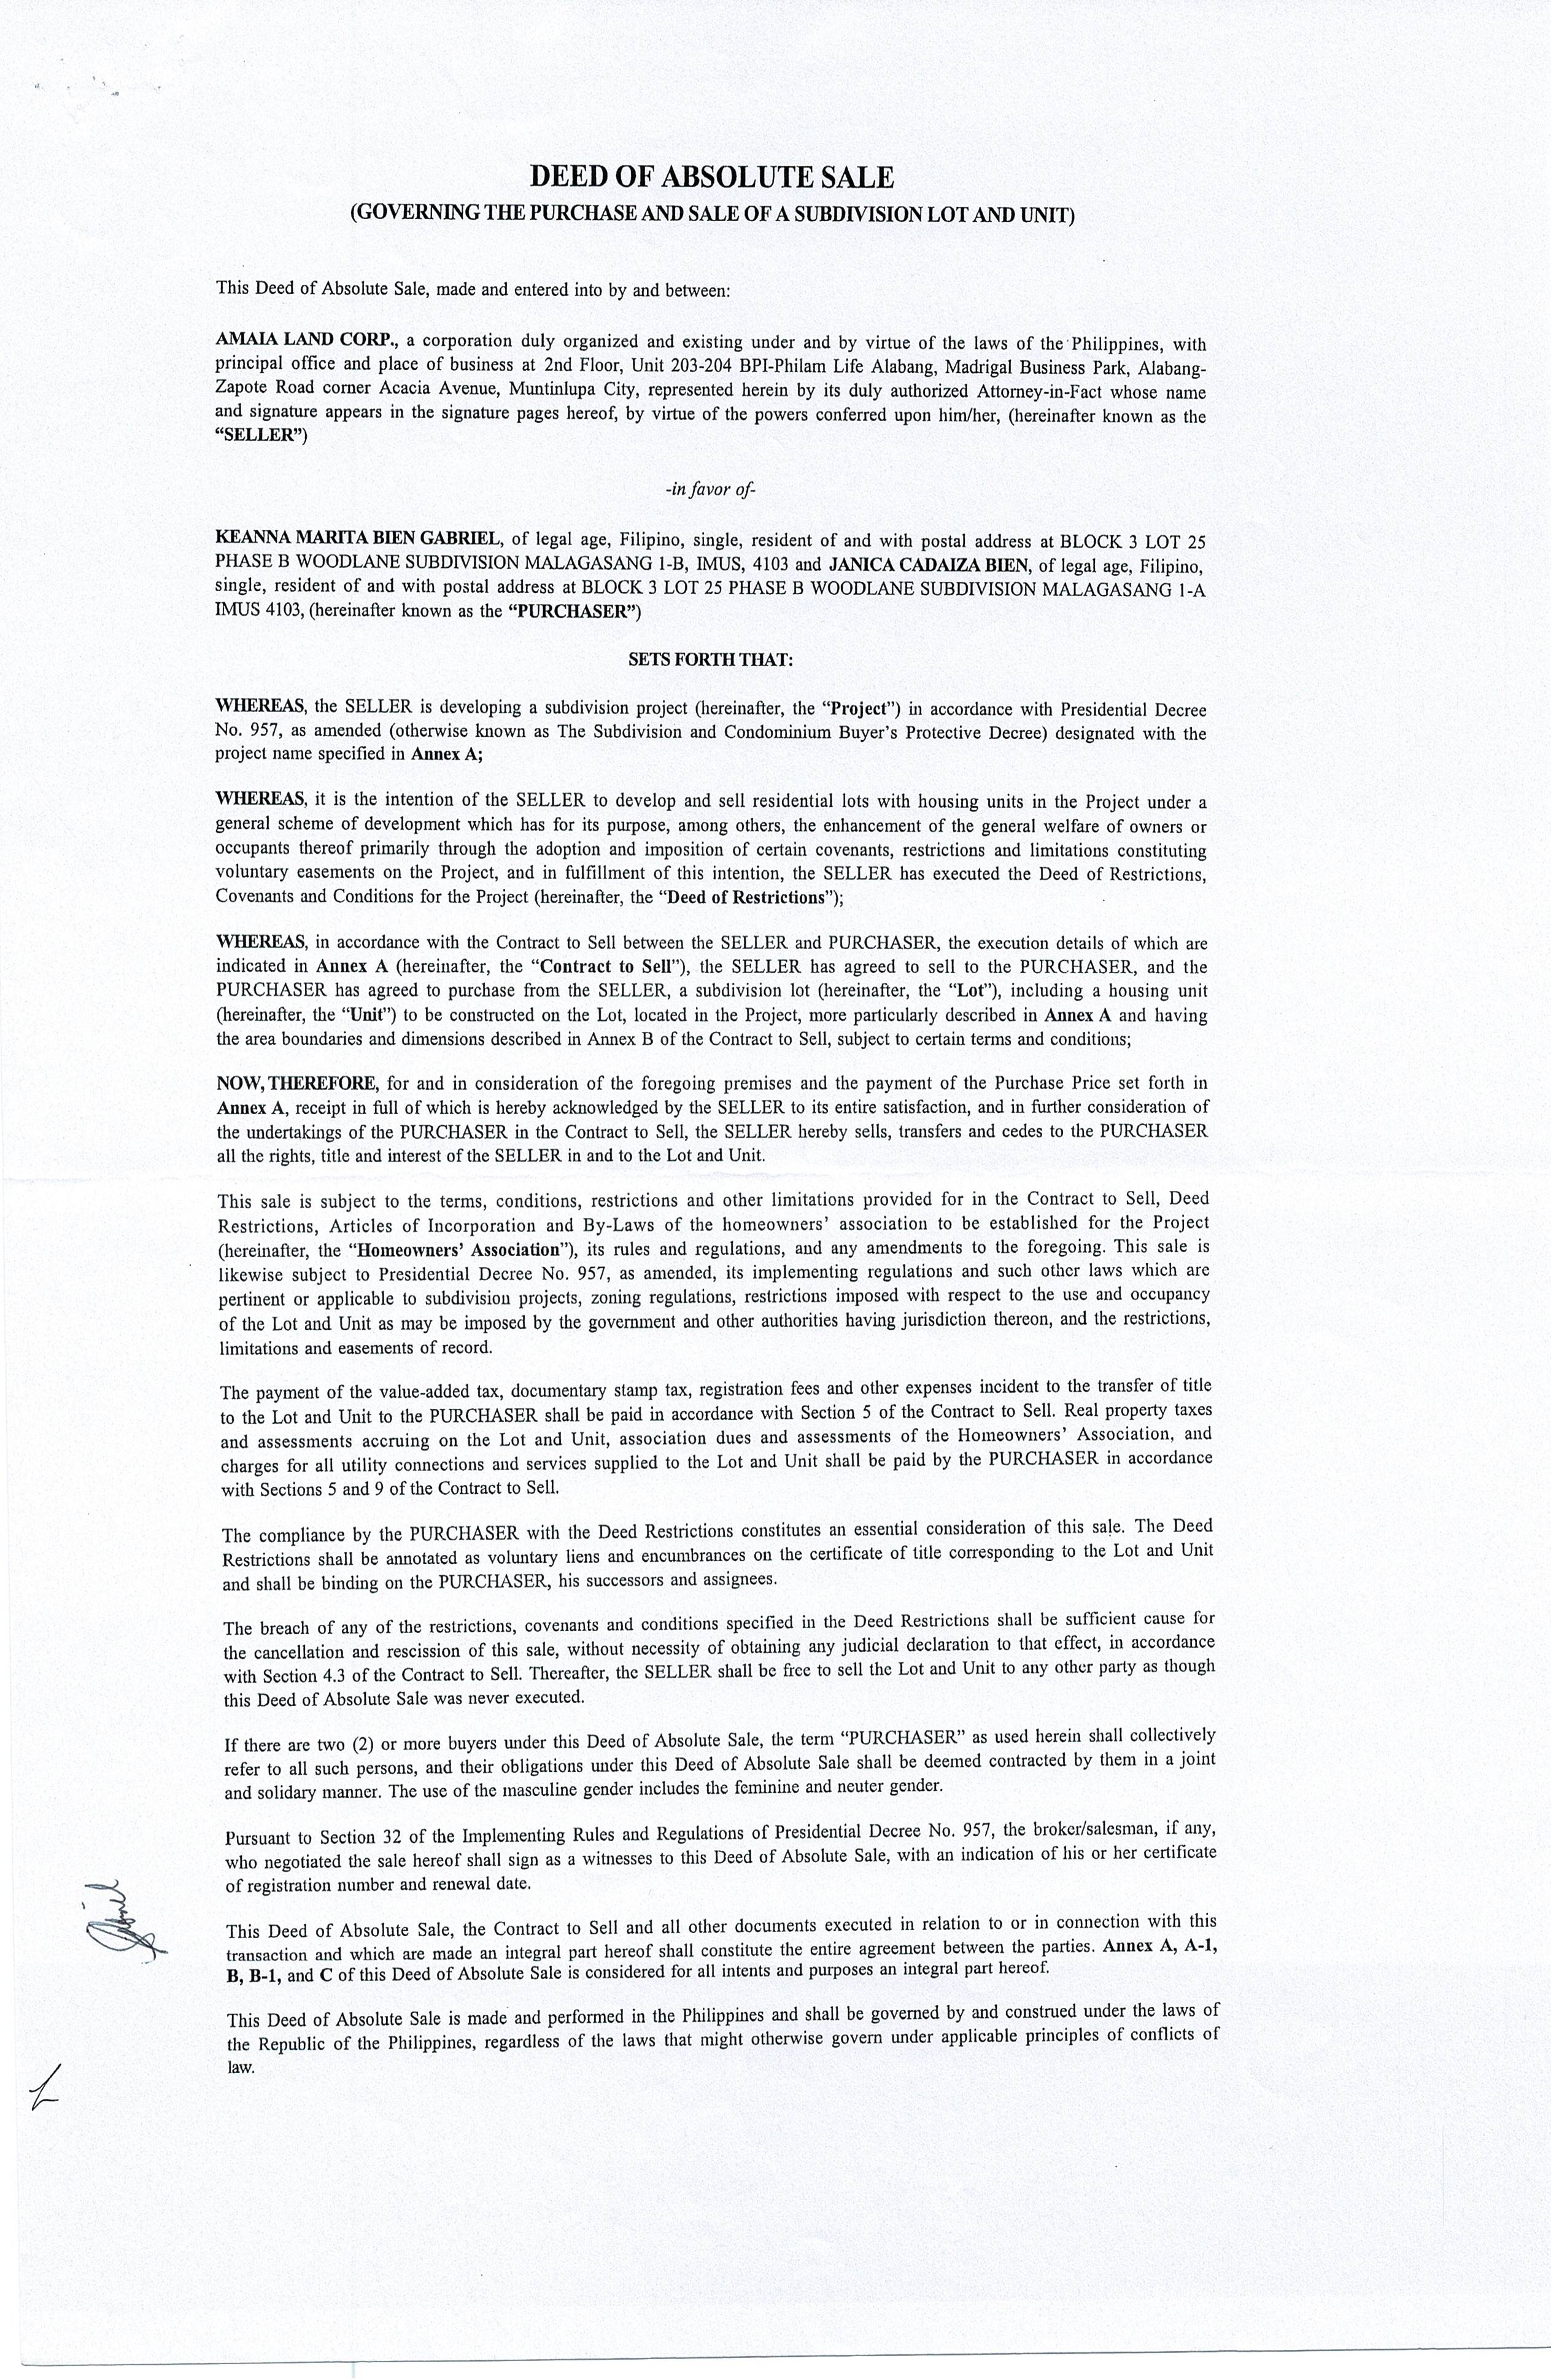 DEED OF ABSOLUTE SALE
(GOVERNING THE PURCHASE AND SALE OF A SUBDIVISION LOT AND UNIT)
This Deed of Absolute Sale, made and entered into by and between:
AMAIA LAND CORP., a corporation duly organized and existing under and by virtue of the laws of the Philippines, with
principal office and place of business at 2nd Floor, Unit 203-204 BPI-Philam Life Alabang, Madrigal Business Park, Alabang-
Zapote Road corner Acacia Avenue, Muntinlupa City, represented herein by its duly authorized Attorney-in-Fact whose name
and signature appears in the signature pages hereof, by virtue of the powers conferred upon him/her, (hereinafter known as the
“SELLER”)
-in favor of-
KEANNA MARITA BIEN GABRIEL, of legal age, Filipino, single, resident of and with postal address at BLOCK 3 LOT 25
PHASE B WOODLANE SUBDIVISION MALAGASANG 1-B, IMUS, 4103 and JANICA CADAIZA BIEN, of legal age, Filipino,
single, resident of and with postal address at BLOCK 3 LOT 25 PHASE B WOODLANE SUBDIVISION MALAGASANG 1-A
IMUS 4103, (hereinafter known as the “PURCHASER”)
SETS FORTH THAT:
WHEREAS, the SELLER is developing a subdivision project (hereinafter, the “Project”) in accordance with Presidential Decree
No. 957, as amended (otherwise known as The Subdivision and Condominium Buyer’s Protective Decree) designated with the
project name specified in Annex A;
WHEREAS, it is the intention of the SELLER to develop and sell residential lots with housing units in the Project under a
general scheme of development which has for its purpose, among others, the enhancement of the general welfare of owners or
occupants thereof primarily through the adoption and imposition of certain covenants, restrictions and limitations constituting
voluntary easements on the Project, and in fulfillment of this intention, the SELLER has executed the Deed of Restrictions,
Covenants and Conditions for the Project (hereinafter, the “Deed of Restrictions”);
WHEREAS, in accordance with the Contract to Sell between the SELLER and PURCHASER, the execution details of which are
indicated in Annex A (hereinafter, the “Contract to Sell”), the SELLER has agreed to sell to the PURCHASER, and the
PURCHASER has agreed to purchase from the SELLER, a subdivision lot (hereinafter, the “Lot”), including a housing unit
(hereinafter, the “Unit”) to be constructed on the Lot, located in the Project, more particularly described in Annex A and having
the area boundaries and dimensions described in Annex B of the Contract to Sell, subject to certain terms and conditions;
NOW, THEREFORE, for and in consideration of the foregoing premises and the payment of the Purchase Price set forth in
Annex A, receipt in full of which is hereby acknowledged by the SELLER to its entire satisfaction, and in further consideration of
the undertakings of the PURCHASER in the Contract to Sell, the SELLER hereby sells, transfers and cedes to the PURCHASER
all the rights, title and interest of the SELLER in and to the Lot and Unit.
This sale is subject to the terms, conditions, restrictions and other limitations provided for in the Contract to Sell, Deed
Restrictions, Articles of Incorporation and By-Laws of the homeowners’ association to be established for the Project
(hereinafter, the “Homeowners’ Association”), its rules and regulations, and any amendments to the foregoing. This sale is
likewise subject to Presidential Decree No. 957, as amended, its implementing regulations and such other laws which are
pertinent or applicable to subdivision projects, zoning regulations, restrictions imposed with respect to the use and occupancy
of the Lot and Unit as may be imposed by the government and other authorities having jurisdiction thereon, and the restrictions,
limitations and easements of record.
The payment of the value-added tax, documentary stamp tax, registration fees and other expenses incident to the transfer of title
to the Lot and Unit to the PURCHASER shall be paid in accordance with Section 5 of the Contract to Sell. Real property taxes
and assessments accruing on the Lot and Unit, association dues and assessments of the Homeowners’ Association, and
charges for all utility connections and services supplied to the Lot and Unit shall be paid by the PURCHASER in accordance
with Sections 5 and 9 of the Contract to Sell.
The compliance by the PURCHASER with the Deed Restrictions constitutes an essential consideration of this sale. The Deed
Restrictions shall be annotated as voluntary liens and encumbrances on the certificate of title corresponding to the Lot and Unit
and shall be binding on the PURCHASER, his successors and assignees.
The breach of any of the restrictions, covenants and conditions specified in the Deed Restrictions shall be sufficient cause for
the cancellation and rescission of this sale, without necessity of obtaining any judicial declaration to that effect, in accordance
with Section 4.3 of the Contract to Sell. Thereafter, the SELLER shall be free to sell the Lot and Unit to any other party as though
this Deed of Absolute Sale was never executed.
If there are two (2) or more buyers under this Deed of Absolute Sale, the term “PURCHASER” as used herein shall collectively
refer to all such persons, and their obligations under this Deed of Absolute Sale shall be deemed contracted by them in a joint
and solidary manner. The use of the masculine gender includes the feminine and neuter gender.
Pursuant to Section 32 of the Implementing Rules and Regulations of Presidential Decree No. 957, the broker/salesman, if any,
who negotiated the sale hereof shall sign as a witnesses to this Deed of Absolute Sale, with an indication of his or her certificate
of registration number and renewal date.
This Deed of Absolute Sale, the Contract to Sell and all other documents executed in relation to or in connection with this
transaction and which are made an integral part hereof shall constitute the entire agreement between the parties. Annex A, A-1,
B, B-1, and C of this Deed of Absolute Sale is considered for all intents and purposes an integral part hereof.
This Deed of Absolute Sale is made and performed in the Philippines and shall be governed by and construed under the laws of
the Republic of the Philippines, regardless of the laws that might otherwise govern under applicable principles of conflicts of
law.